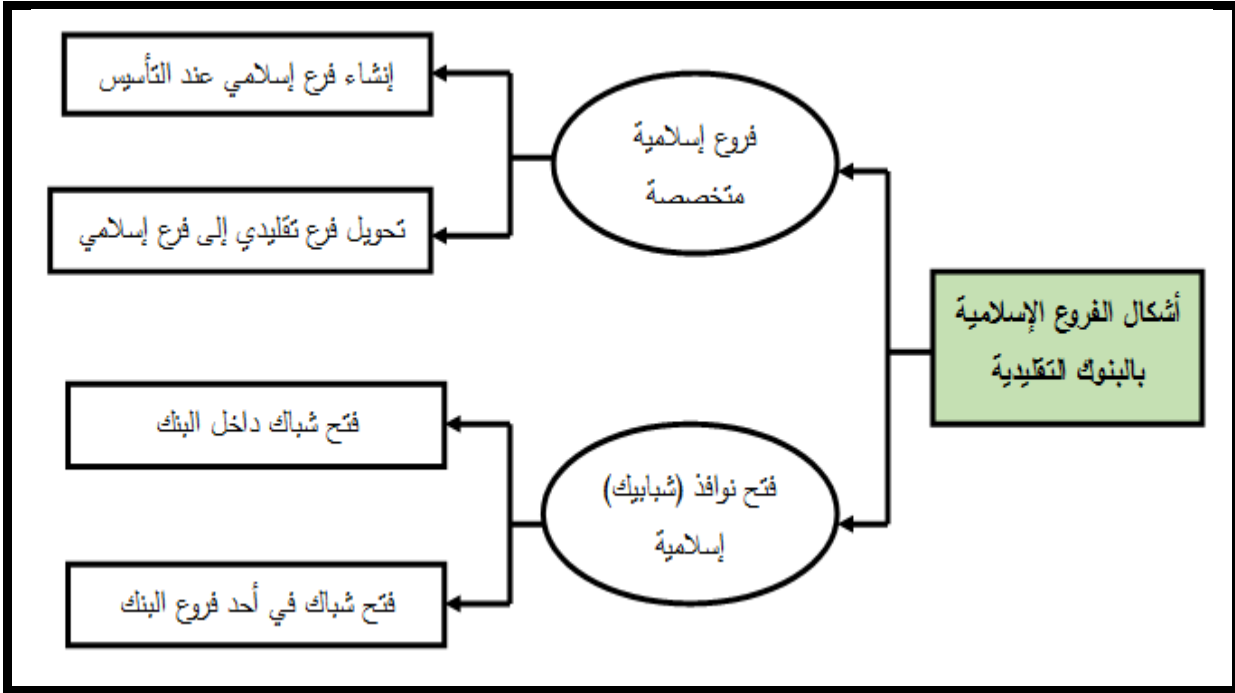 أشكال الفروع الإسلامية
بالبنوك التقليدية
فروع إسلامية
متخصصة
إنشاء فرع إسلامي عند التأسيس
تحويل فرع تقليدي إلى فرع إسلامي
فتح نوافذ (شبابيك)
إسلامية
فتح شباك داخل البنك
فتح شباك في أحد فروع البنك